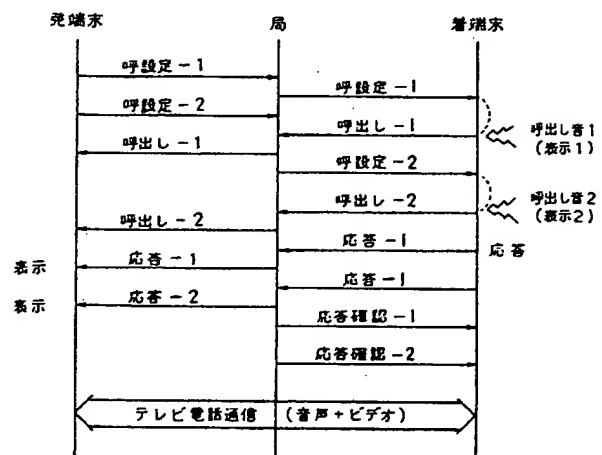 発端末 局 着端末
呼設定-1
呼設定-1
呼設定-2
呼出し-1 呼出し音1
呼出し-1 (表示1)
呼設定-2
呼出し-2 呼出し音2
(表示2)
呼出し-2
応答-1 応答
表示 応答-1
応答-1
表示 応答-2
応答確認-1
応答確認-2
テレビ電話通信 (音声+ビデオ)